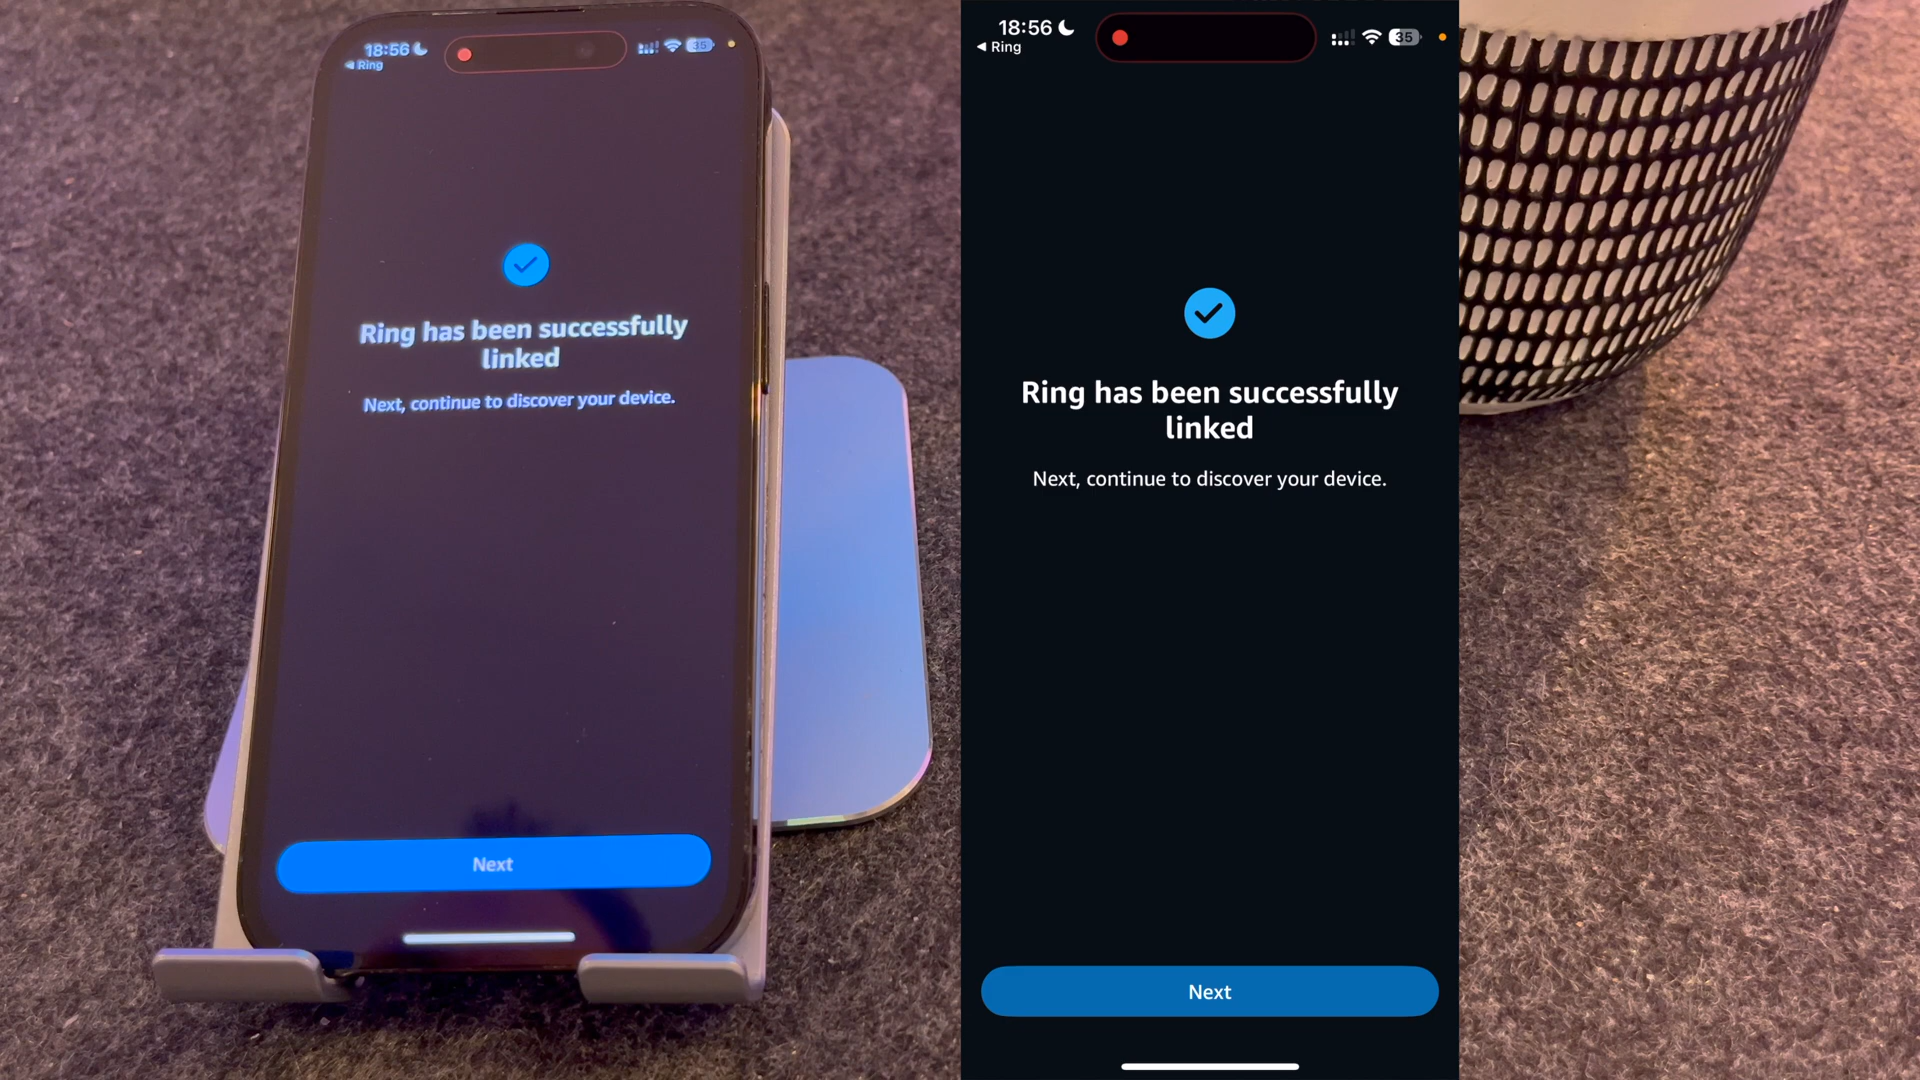 18:56
Ring
35
Ring has been successfully
linked
Next, continue to discover your device.
Next
18:56
Ring
35
Ring has been successfully
linked
Next, continue to discover your device.
Next